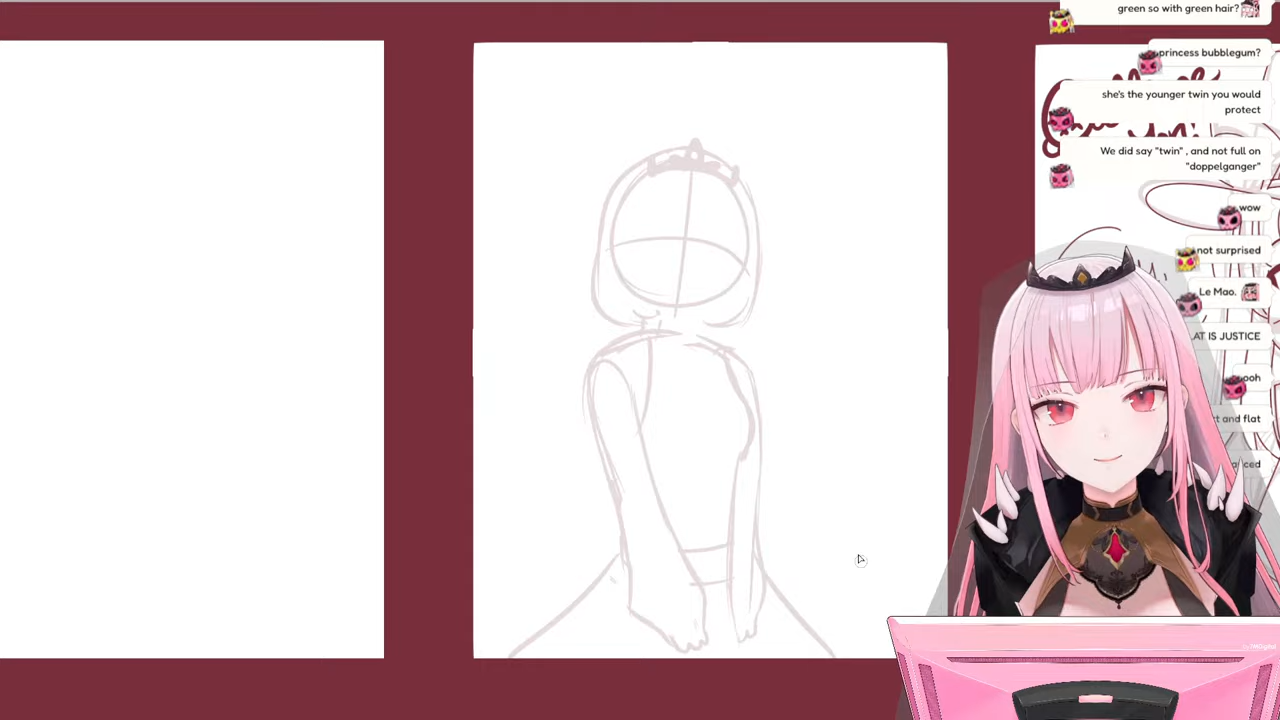 green so with green hair?
princess bubblegum?
she's the younger twin you would
protect
We did say "twin" , and not full on
"doppelganger"
wow
not surprised
Le Mao.
IS JUSTICE
ooh
and flat